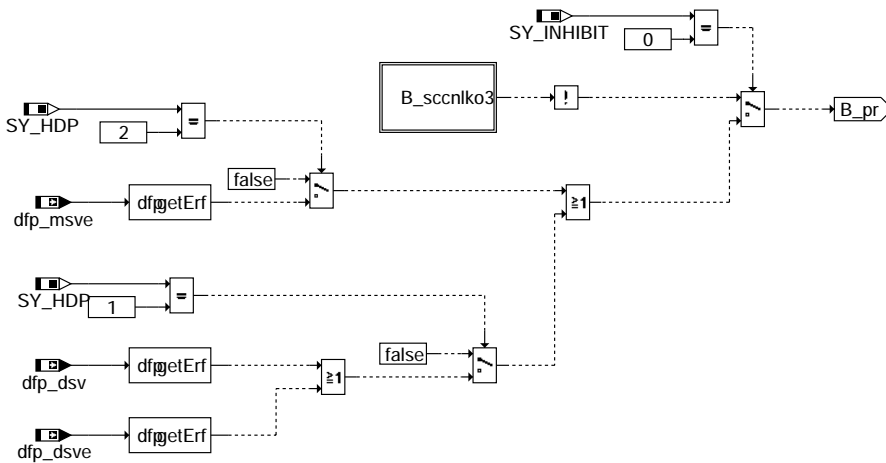 SY_INHIBIT
0
=
B_sccnlko3
!
B_pr
SY_HDP
2
=
false
dfp_msve
dfpgetErf
≥1
SY_HDP
1
=
false
dfp_dsv
dfpgetErf
≥1
dfp_dsve
dfpgetErf